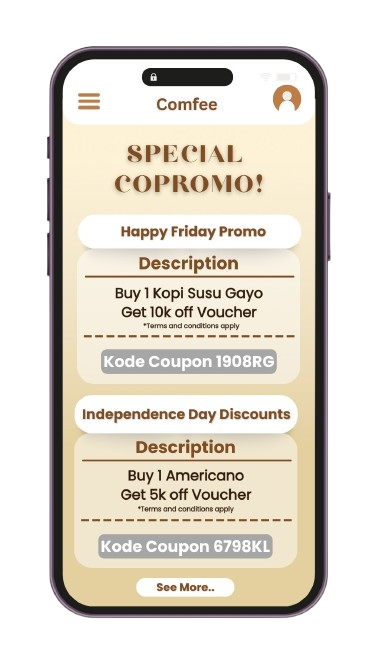 Comfee
SPECIAL
COPROMO!
Happy Friday Promo
Description
Buy 1 Kopi Susu Gayo
Get 10k off Voucher
*Terms and conditions apply
Kode Coupon 1908RG
Independence Day Discounts
Description
Buy 1 Americano
Get 5k off Voucher
*Terms and conditions apply
Kode Coupon 6798KL
See More..